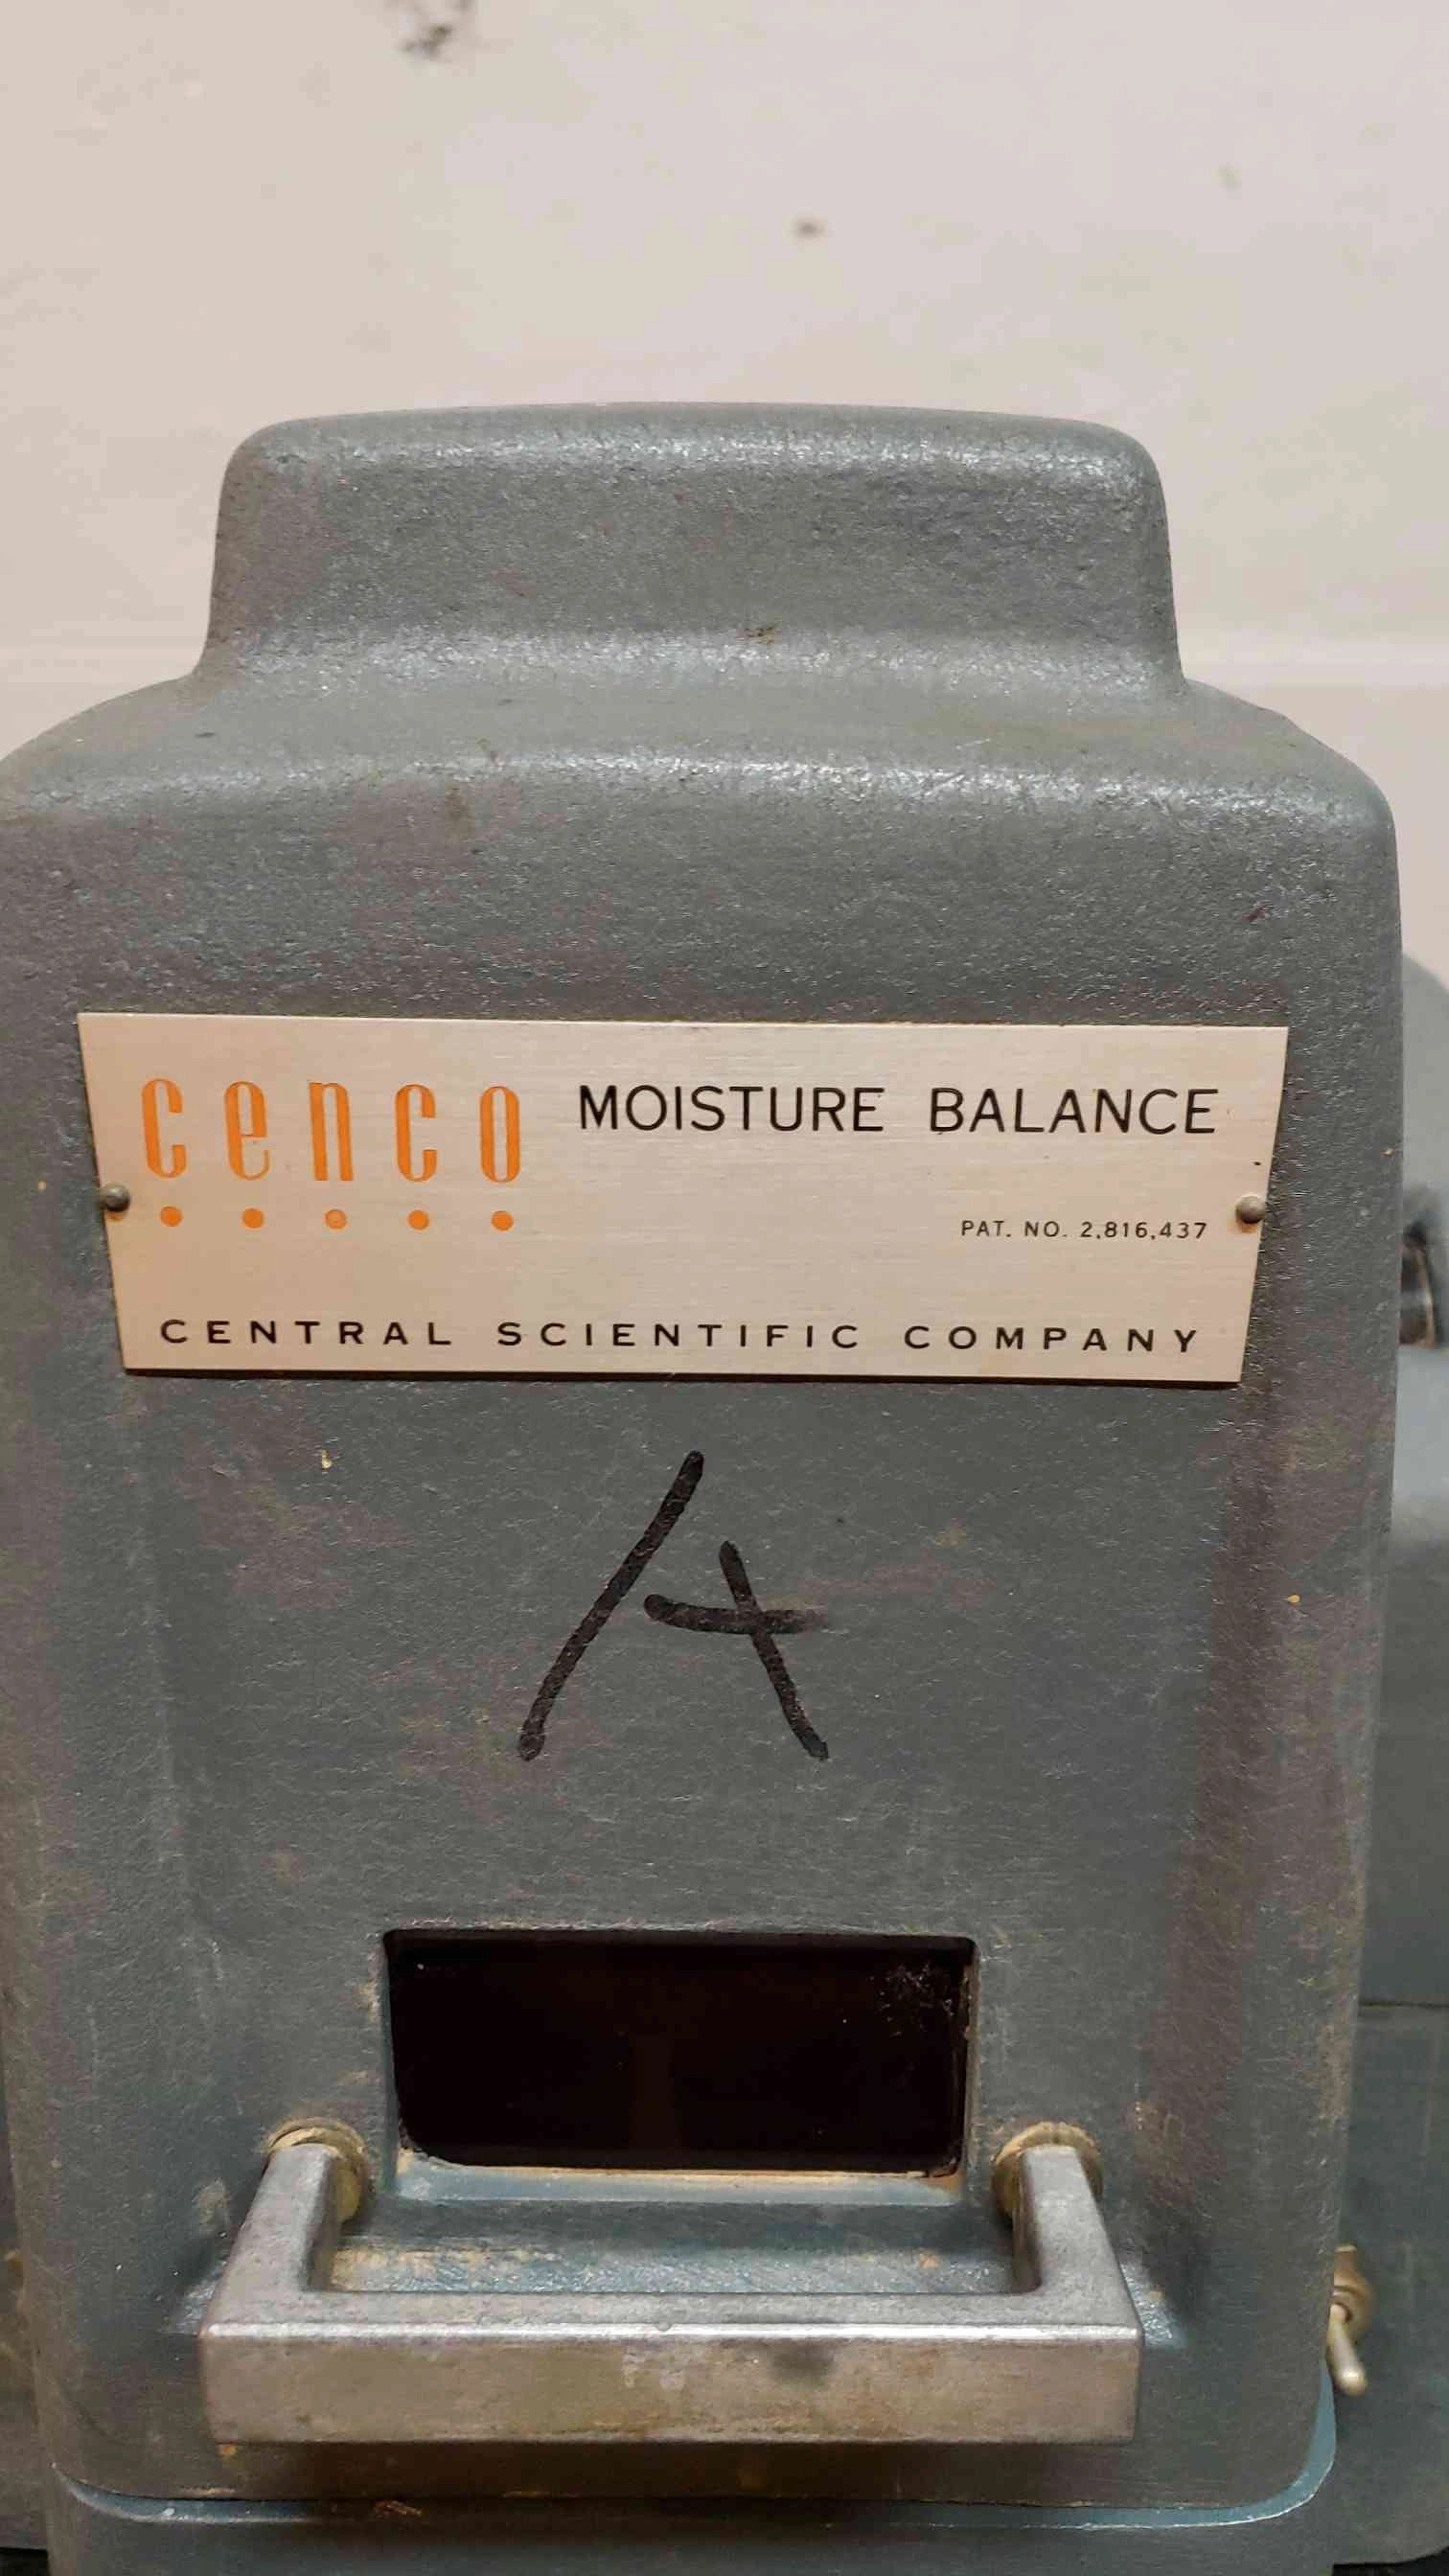 cenco MOISTURE BALANCE
PAT. NO. 2,816,437
CENTRAL SCIENTIFIC COMPANY
A